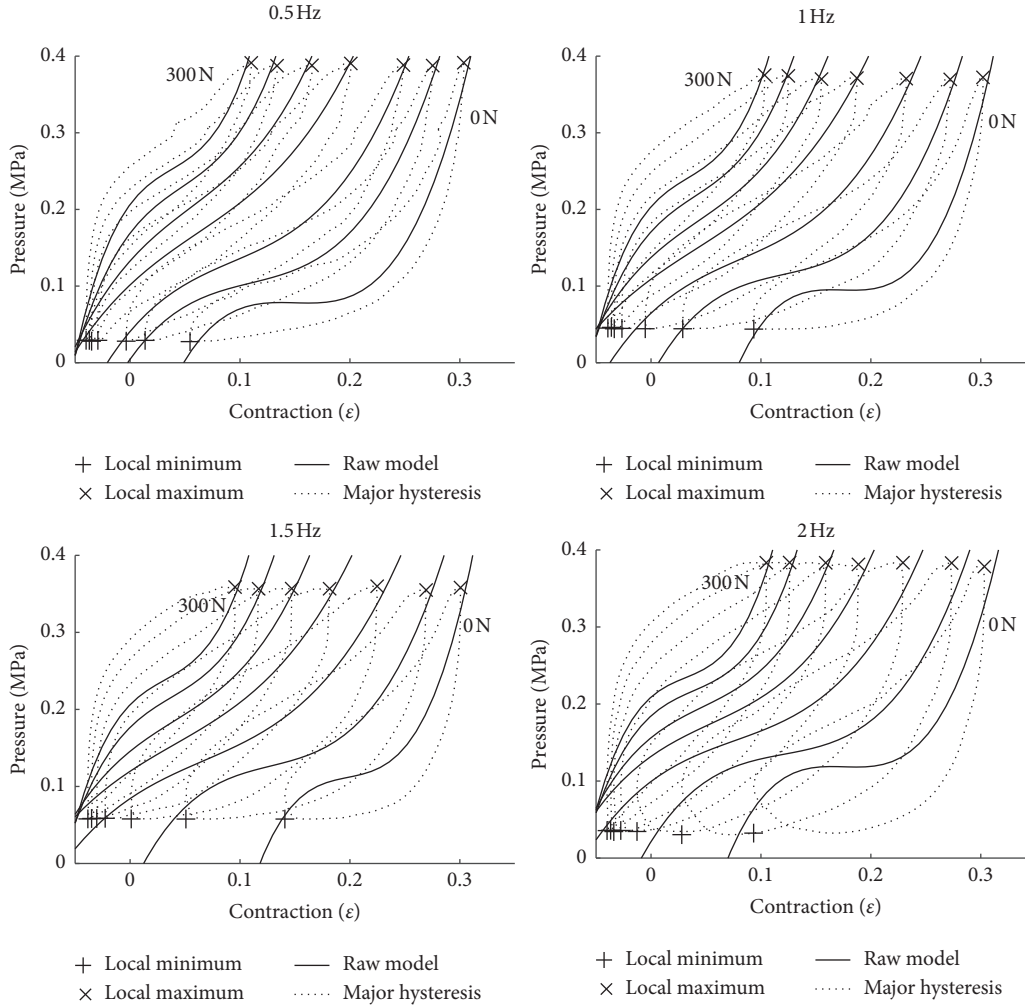 0.5 Hz
0.4
0.3
0.2
0.1
0
Pressure (MPa)
300 N
0 N
0 0.1 0.2 0.3
Contraction (ε)
Local minimum Raw model
Local maximum Major hysteresis
1 Hz
0.4
0.3
0.2
0.1
0
Pressure (MPa)
300 N
0 N
0 0.1 0.2 0.3
Contraction (ε)
Local minimum Raw model
Local maximum Major hysteresis
1.5 Hz
0.4
0.3
0.2
0.1
0
Pressure (MPa)
300 N
0 N
0 0.1 0.2 0.3
Contraction (ε)
Local minimum Raw model
Local maximum Major hysteresis
2 Hz
0.4
0.3
0.2
0.1
0
Pressure (MPa)
300 N
0 N
0 0.1 0.2 0.3
Contraction (ε)
Local minimum Raw model
Local maximum Major hysteresis